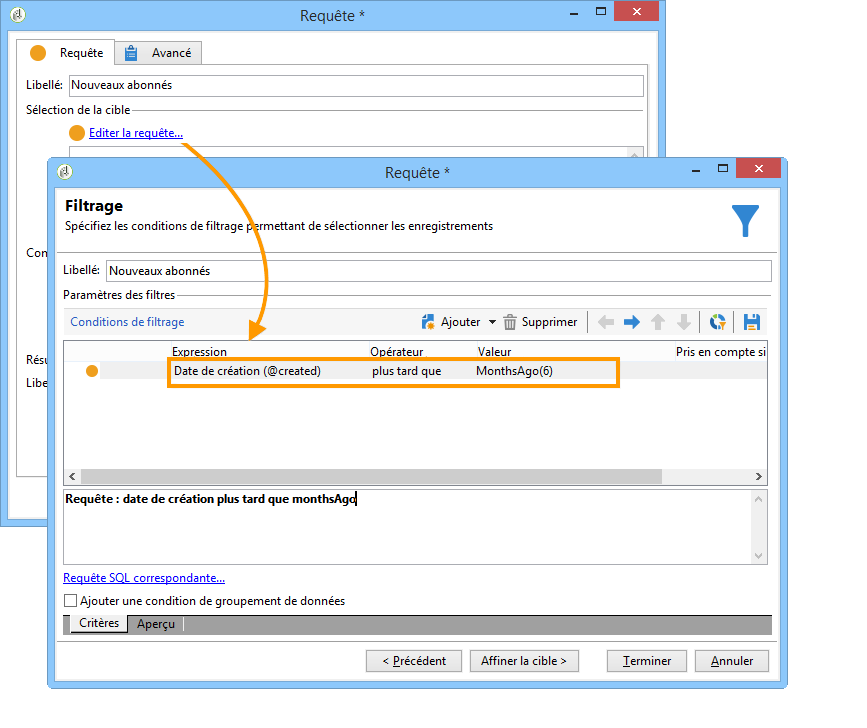 Requête *
Requête
Avancé
Libellé: Nouveaux abonnés
Sélection de la cible
Editer la requête...
Con
Résu
Libe
Requête *
Filtrage
Spécifiez les conditions de filtrage permettant de sélectionner les enregistrements
Libellé: Nouveaux abonnés
Paramètres des filtres
Conditions de filtrage Ajouter Supprimer
Expression Opérateur Valeur Pris en compte si
Date de création (@created) plus tard que MonthsAgo(6)
Requête : date de création plus tard que monthsAgo
Requête SQL correspondante...
Ajouter une condition de groupement de données
Critères Aperçu
< Précédent Affiner la cible > Terminer Annuler